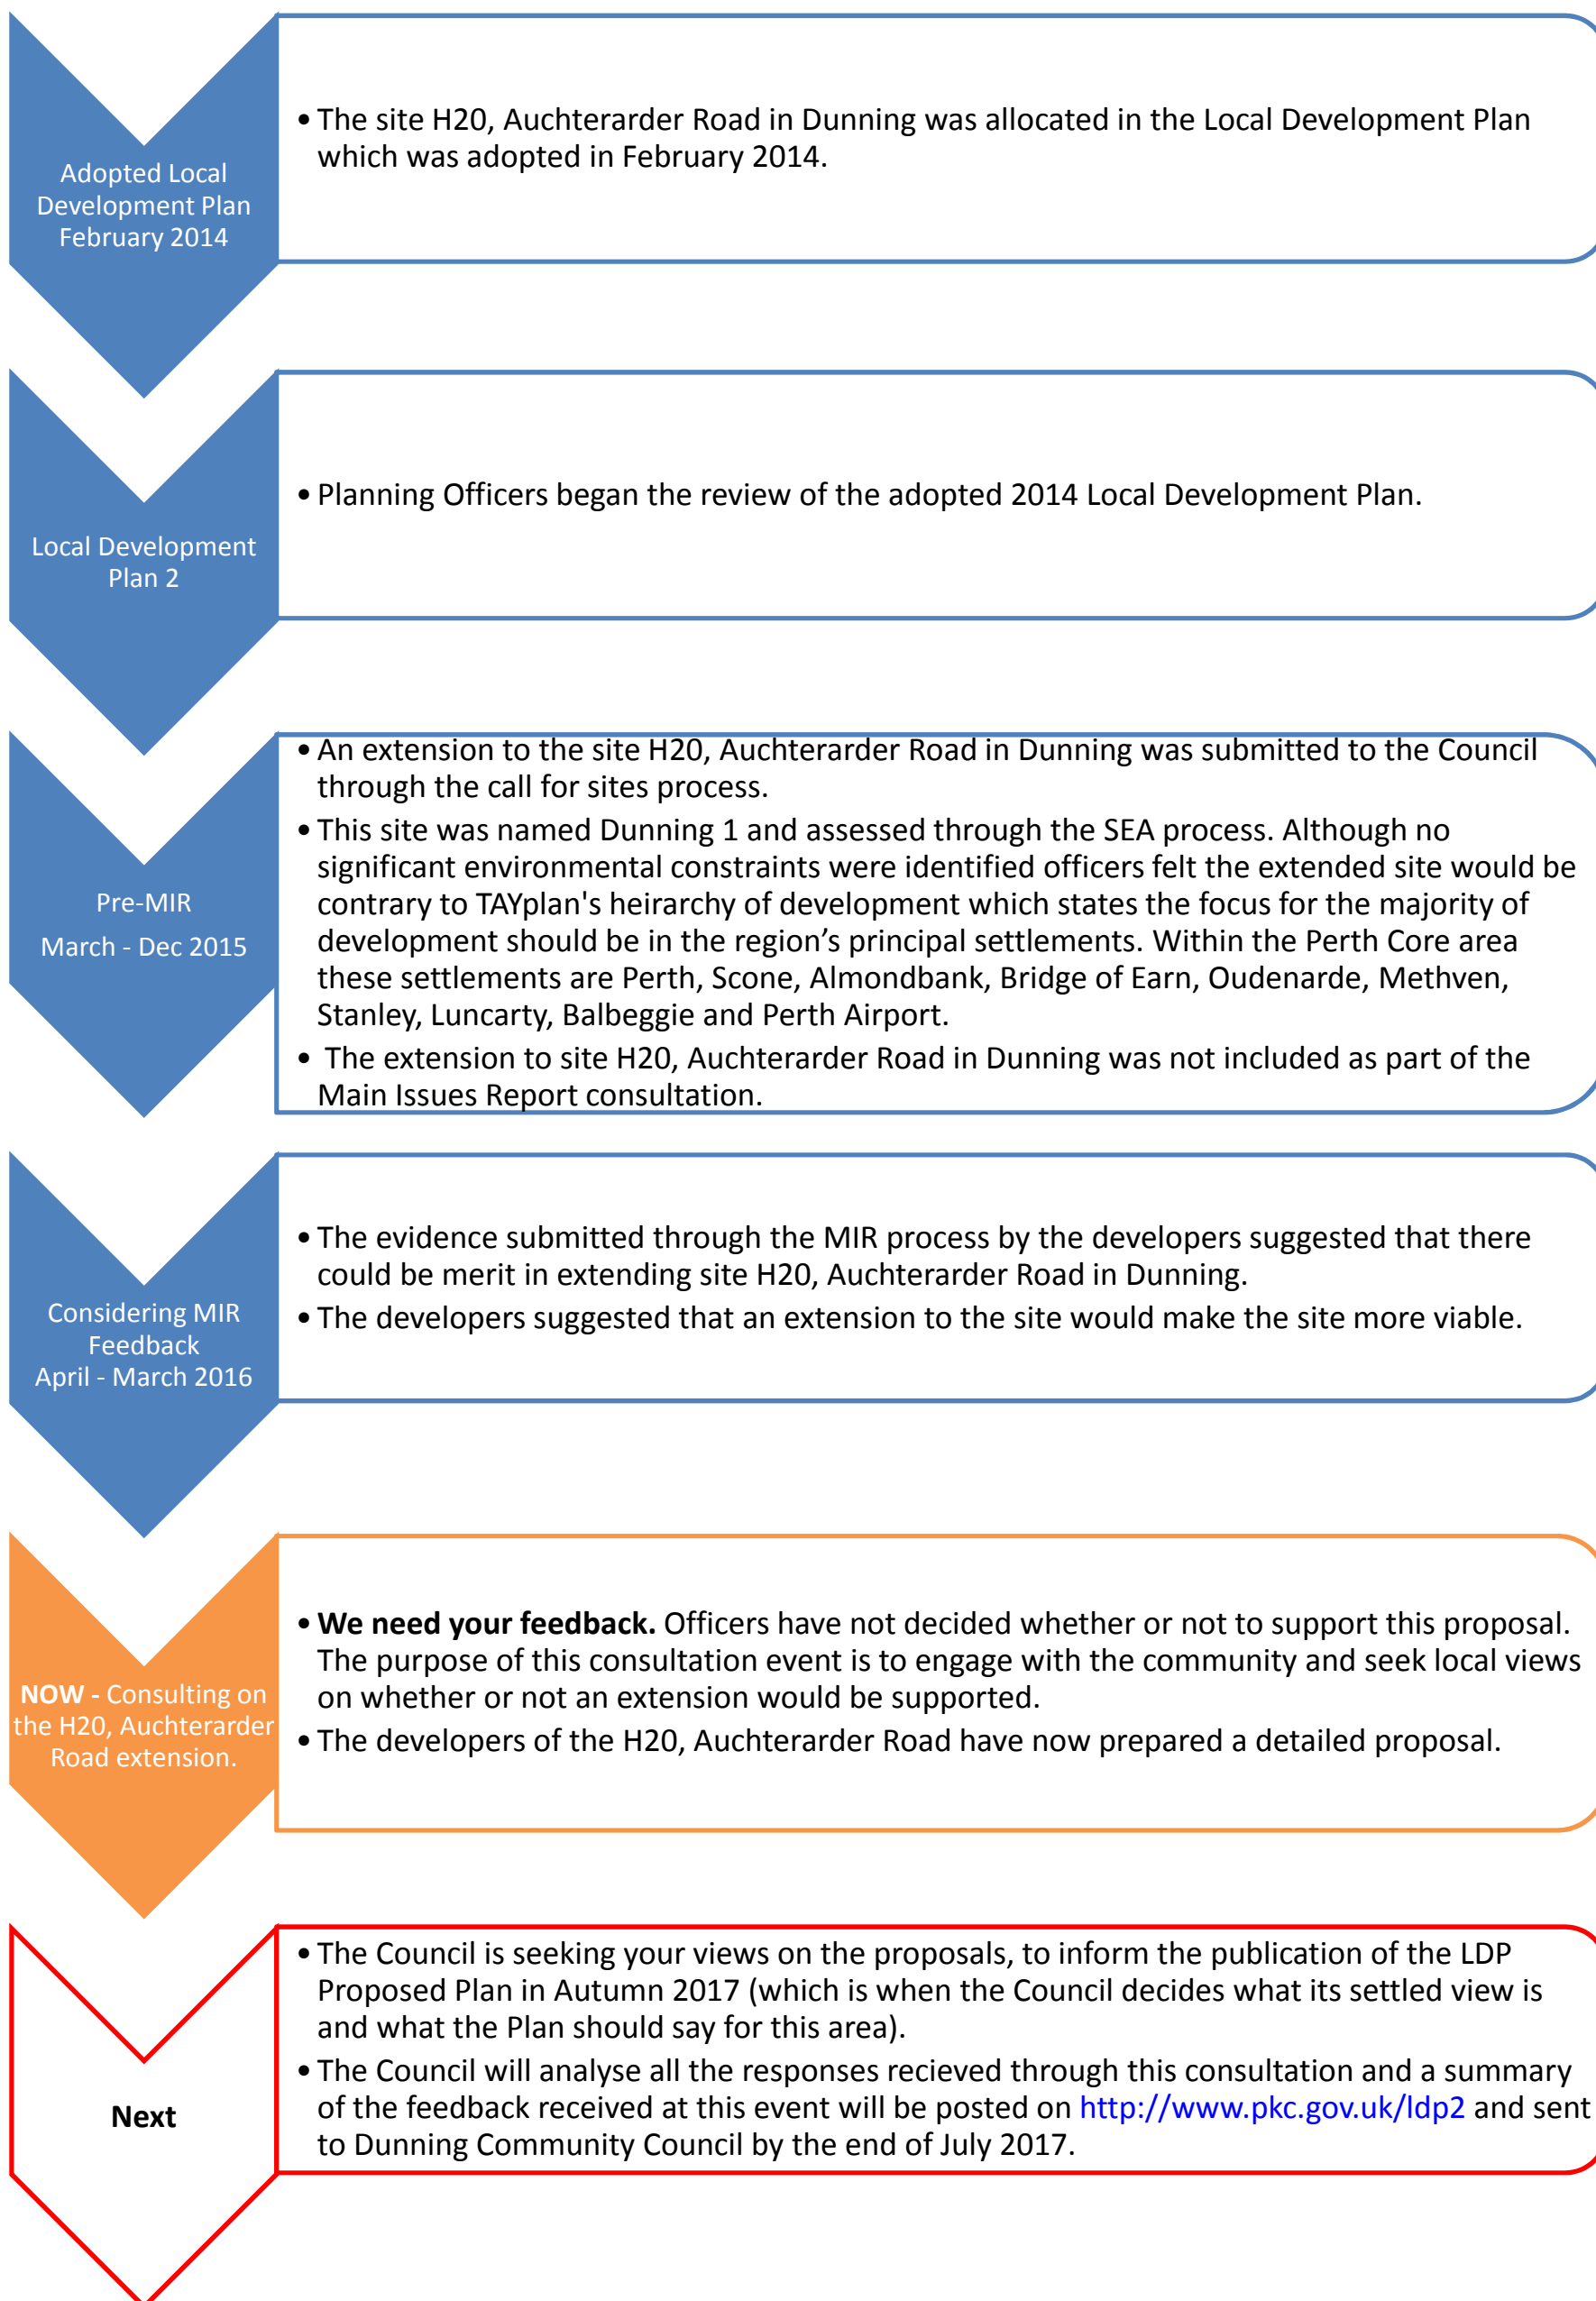 Adopted Local
Development Plan
February 2014
• The site H20, Auchterarder Road in Dunning was allocated in the Local Development Plan
which was adopted in February 2014.
Local Development
Plan 2
• Planning Officers began the review of the adopted 2014 Local Development Plan.
Pre-MIR
March - Dec 2015
• An extension to the site H20, Auchterarder Road in Dunning was submitted to the Council
through the call for sites process.
• This site was named Dunning 1 and assessed through the SEA process. Although no
significant environmental constraints were identified officers felt the extended site would be
contrary to TAYplan's heirarchy of development which states the focus for the majority of
development should be in the region’s principal settlements. Within the Perth Core area
these settlements are Perth, Scone, Almondbank, Bridge of Earn, Oudenarde, Methven,
Stanley, Luncarty, Balbeggie and Perth Airport.
• The extension to site H20, Auchterarder Road in Dunning was not included as part of the
Main Issues Report consultation.
Considering MIR
Feedback
April - March 2016
• The evidence submitted through the MIR process by the developers suggested that there
could be merit in extending site H20, Auchterarder Road in Dunning.
• The developers suggested that an extension to the site would make the site more viable.
NOW - Consulting on
the H20, Auchterarder
Road extension.
• We need your feedback. Officers have not decided whether or not to support this proposal.
The purpose of this consultation event is to engage with the community and seek local views
on whether or not an extension would be supported.
• The developers of the H20, Auchterarder Road have now prepared a detailed proposal.
Next
• The Council is seeking your views on the proposals, to inform the publication of the LDP
Proposed Plan in Autumn 2017 (which is when the Council decides what its settled view is
and what the Plan should say for this area).
• The Council will analyse all the responses recieved through this consultation and a summary
of the feedback received at this event will be posted on http://www.pkc.gov.uk/ldp2 and sent
to Dunning Community Council by the end of July 2017.